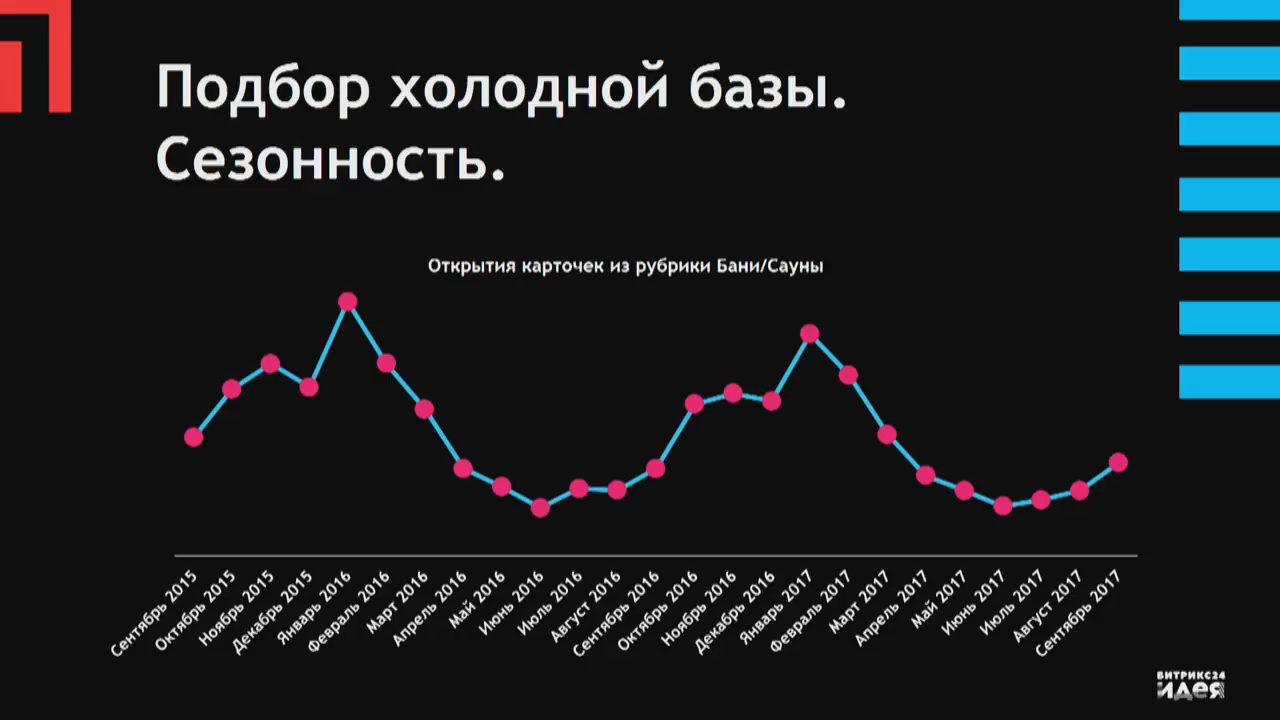 Подбор холодной базы.
Сезонность.
Открытия карточек из рубрики Бани/Сауны
Сентябрь 2015
Октябрь 2015
Ноябрь 2015
Декабрь 2015
Январь 2016
Февраль 2016
Март 2016
Апрель 2016
Май 2016
Июнь 2016
Июль 2016
Август 2016
Сентябрь 2016
Октябрь 2016
Ноябрь 2016
Декабрь 2016
Январь 2017
Февраль 2017
Март 2017
Апрель 2017
Май 2017
Июнь 2017
Июль 2017
Август 2017
Сентябрь 2017
БИТРИКС24
идея